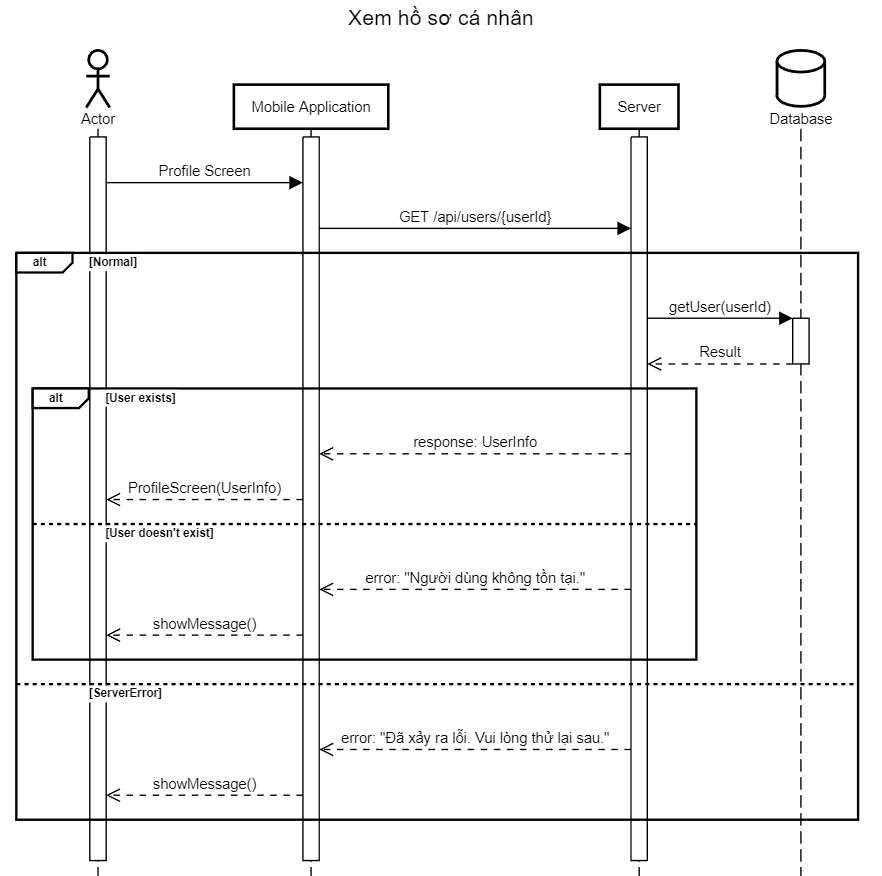 Xem hồ sơ cá nhân
Actor
Mobile Application
Server
Database
Profile Screen
GET /api/users/{userId}
alt
[Normal]
getUser(userId)
Result
alt
[User exists]
response: UserInfo
ProfileScreen(UserInfo)
[User doesn't exist]
error: "Người dùng không tồn tại."
showMessage()
[ServerError]
error: "Đã xảy ra lỗi. Vui lòng thử lại sau."
showMessage()